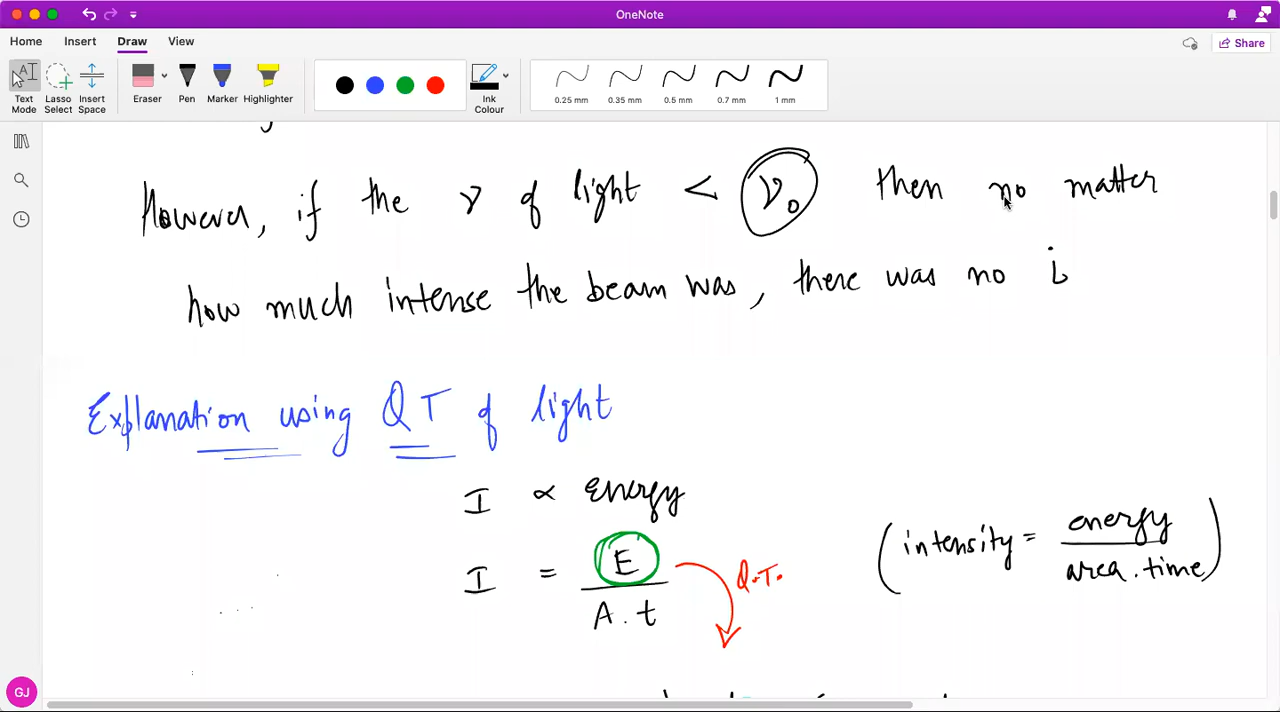 OneNote
Home Insert Draw View
Share
Text Mode
Lasso Select
Insert Space
Eraser
Pen
Marker
Highlighter
Ink Colour
0.25 mm 0.35 mm 0.5 mm 0.7 mm 1 mm
However, if the ν of light < ν₀ then no matter
how much intense the beam was, there was no i
Explanation using QT of light
I ∝ energy
(intensity = energy / area . time)
I = E / A . t
Q.T.
GJ